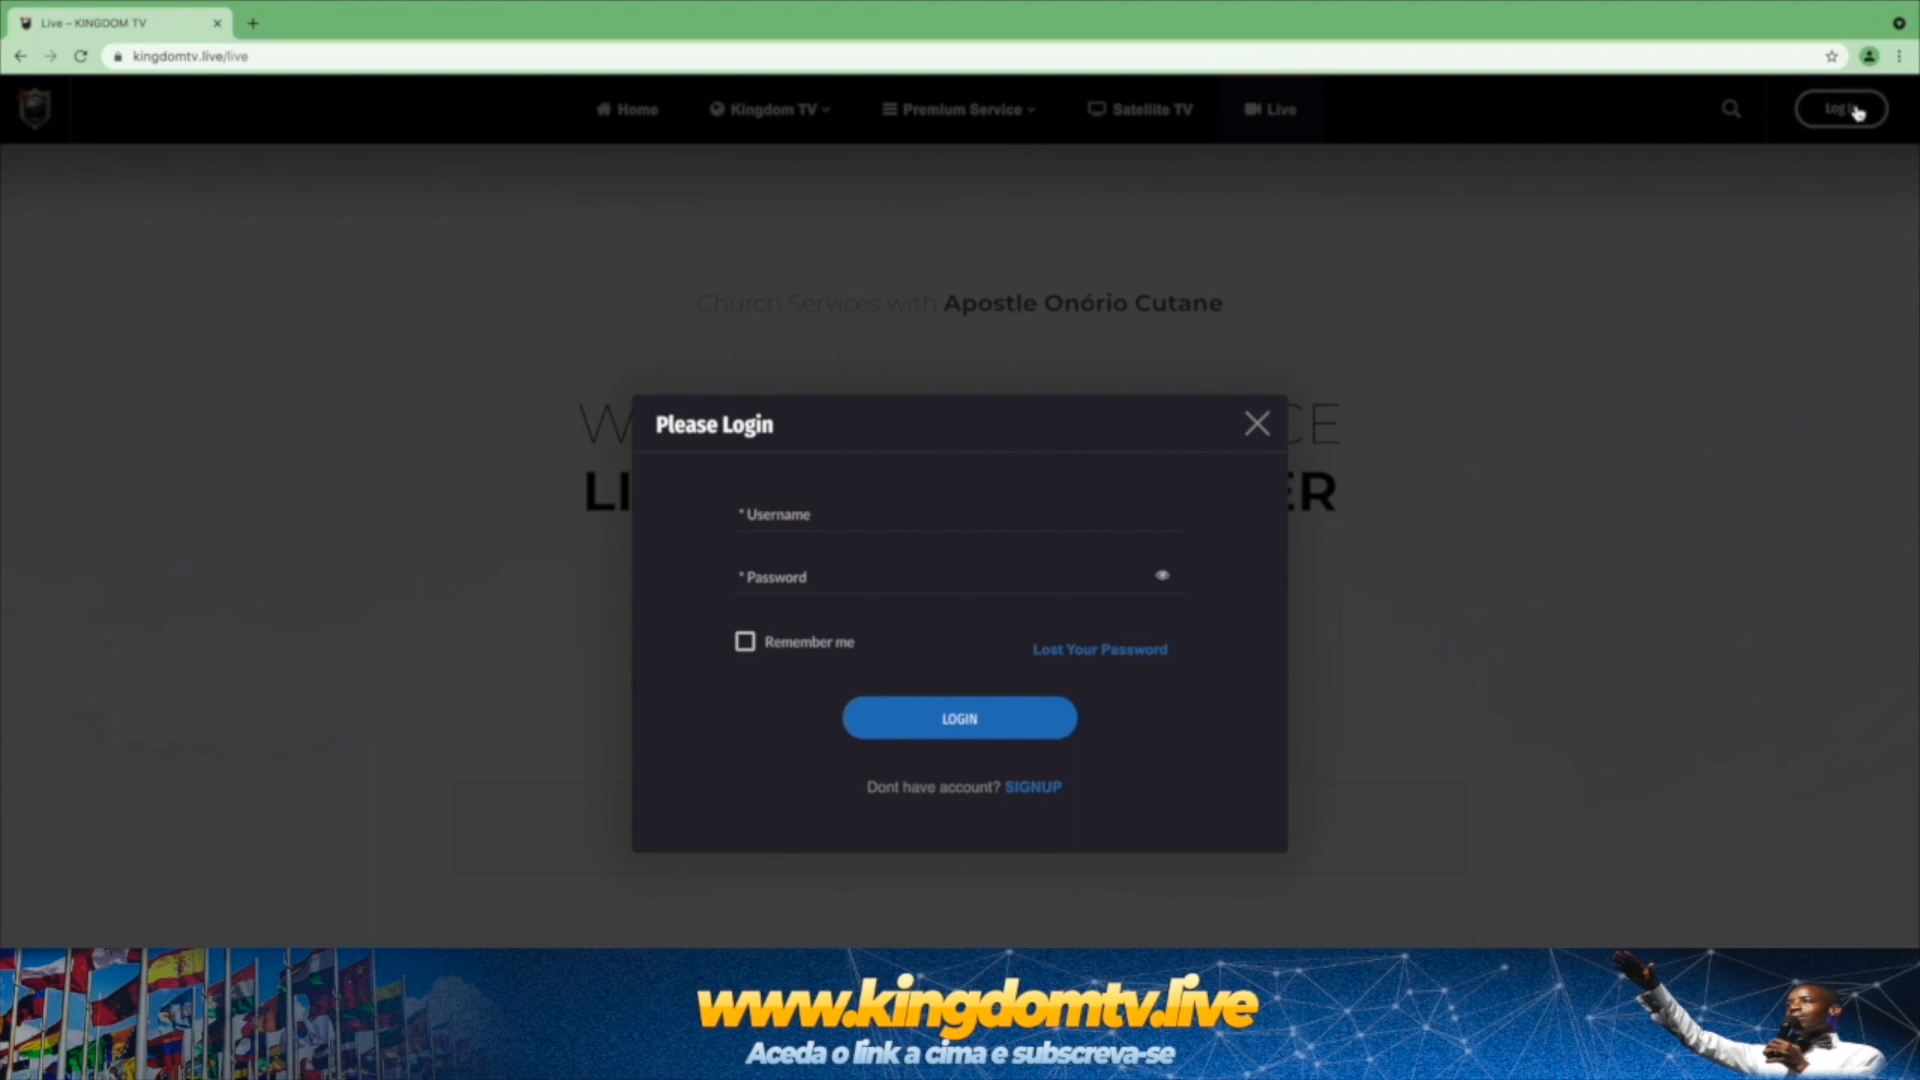 Live – KINGDOM TV
kingdomtv.live/live
Home
Kingdom TV
Premium Service
Satellite TV
Live
Church Services with Apostle Onório Cutane
Please Login
* Username
* Password
Remember me
Lost Your Password
LOGIN
Dont have account? SIGNUP
www.kingdomtv.live
Aceda o link a cima e subscreva-se